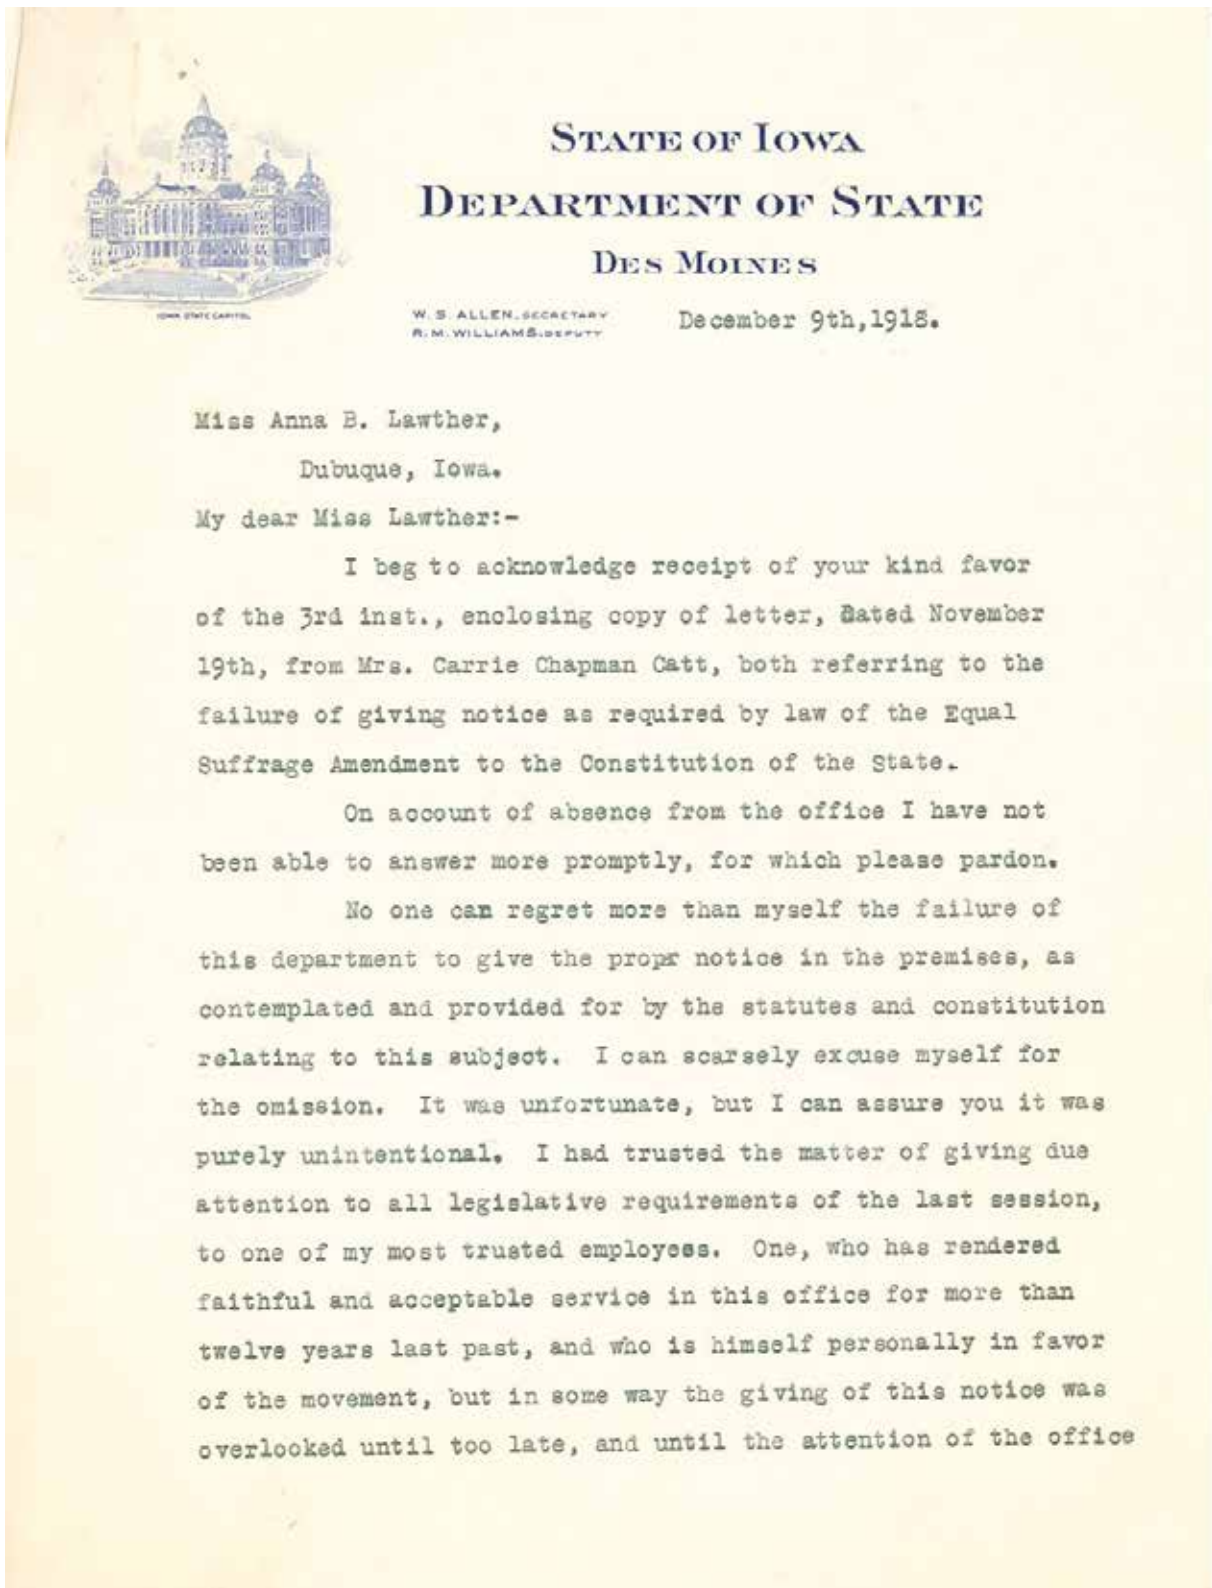 STATE OF IOWA
DEPARTMENT OF STATE
DES MOINES
IOWA STATE CAPITOL
W. S. ALLEN, SECRETARY
R. M. WILLIAMS, DEPUTY
December 9th,1918.
Miss Anna B. Lawther,
Dubuque, Iowa.
My dear Miss Lawther:-
I beg to acknowledge receipt of your kind favor
of the 3rd inst., enclosing copy of letter, dated November
19th, from Mrs. Carrie Chapman Catt, both referring to the
failure of giving notice as required by law of the Equal
Suffrage Amendment to the Constitution of the State.
On account of absence from the office I have not
been able to answer more promptly, for which please pardon.
No one can regret more than myself the failure of
this department to give the propr notice in the premises, as
contemplated and provided for by the statutes and constitution
relating to this subject. I can scarsely excuse myself for
the omission. It was unfortunate, but I can assure you it was
purely unintentional. I had trusted the matter of giving due
attention to all legislative requirements of the last session,
to one of my most trusted employees. One, who has rendered
faithful and acceptable service in this office for more than
twelve years last past, and who is himself personally in favor
of the movement, but in some way the giving of this notice was
overlooked until too late, and until the attention of the office